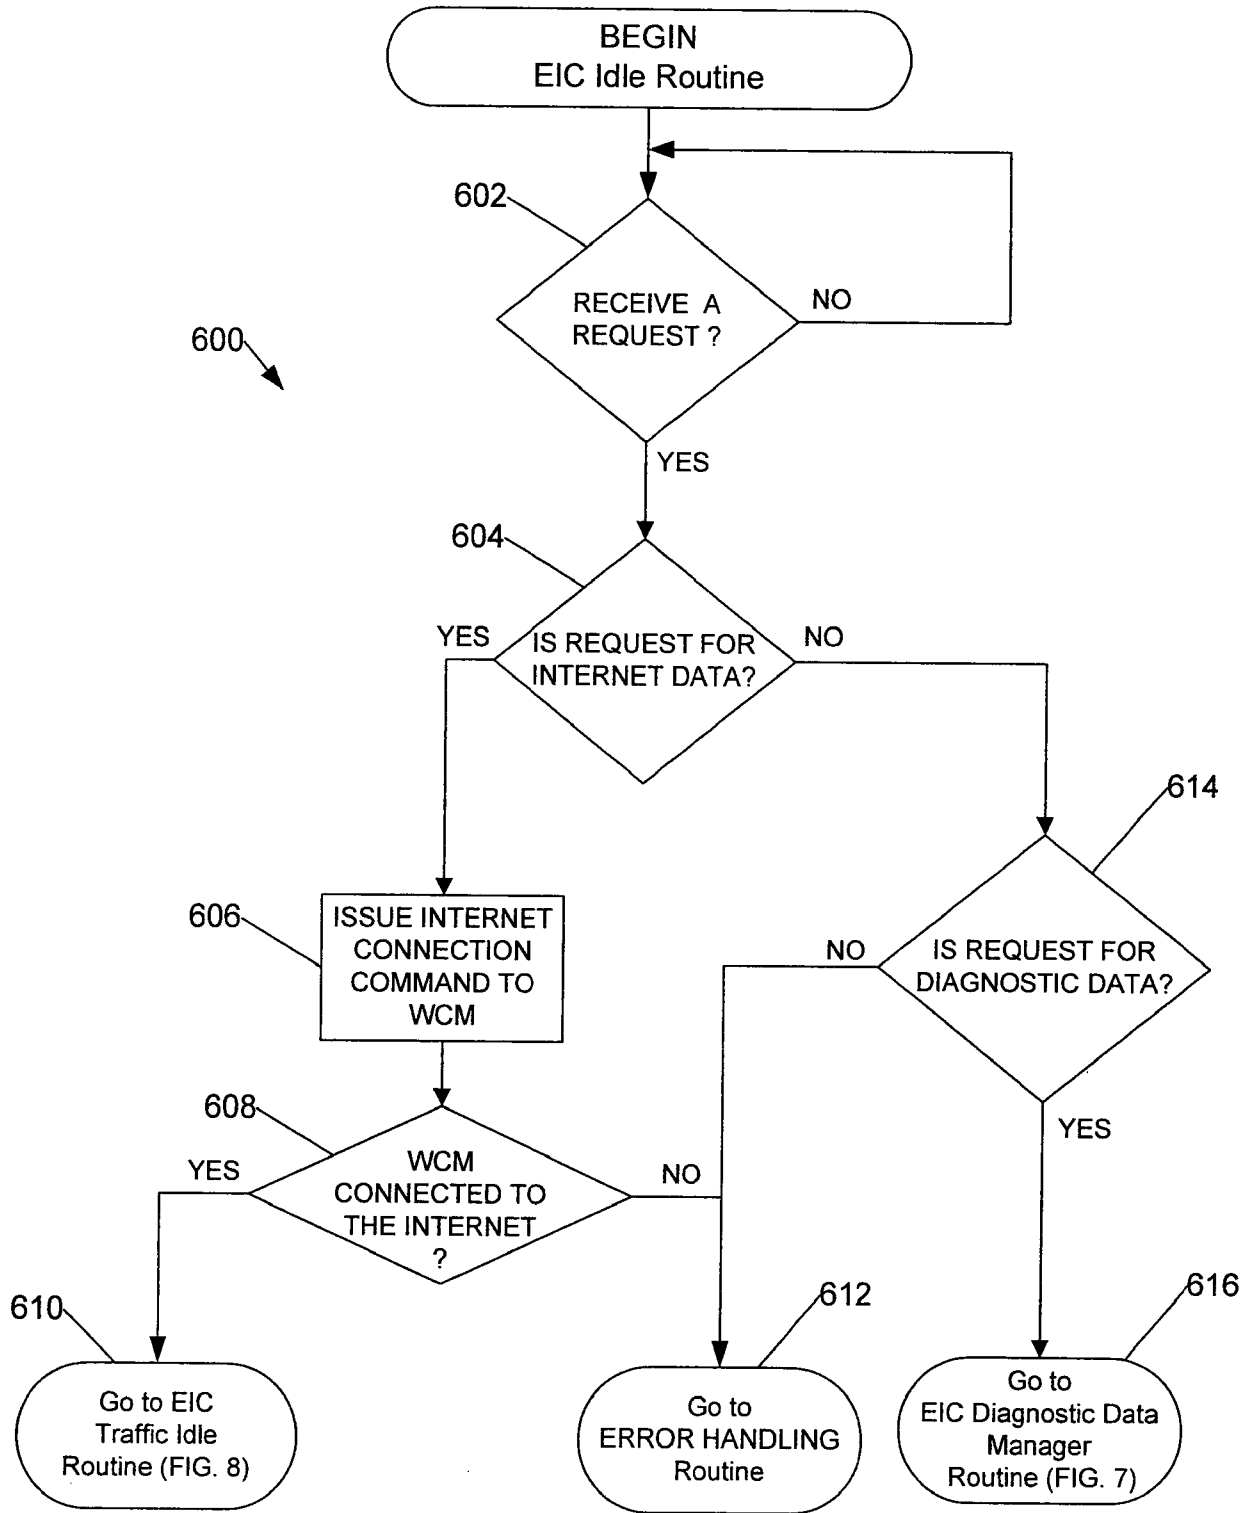 BEGIN
EIC Idle Routine
602
RECEIVE A
REQUEST ?
NO
600
YES
604
YES
IS REQUEST FOR
INTERNET DATA?
NO
614
606
ISSUE INTERNET
CONNECTION
COMMAND TO
WCM
NO
IS REQUEST FOR
DIAGNOSTIC DATA?
608
YES
WCM
CONNECTED TO
THE INTERNET
?
NO
YES
610
612
616
Go to EIC
Traffic Idle
Routine (FIG. 8)
Go to
ERROR HANDLING
Routine
Go to
EIC Diagnostic Data
Manager
Routine (FIG. 7)